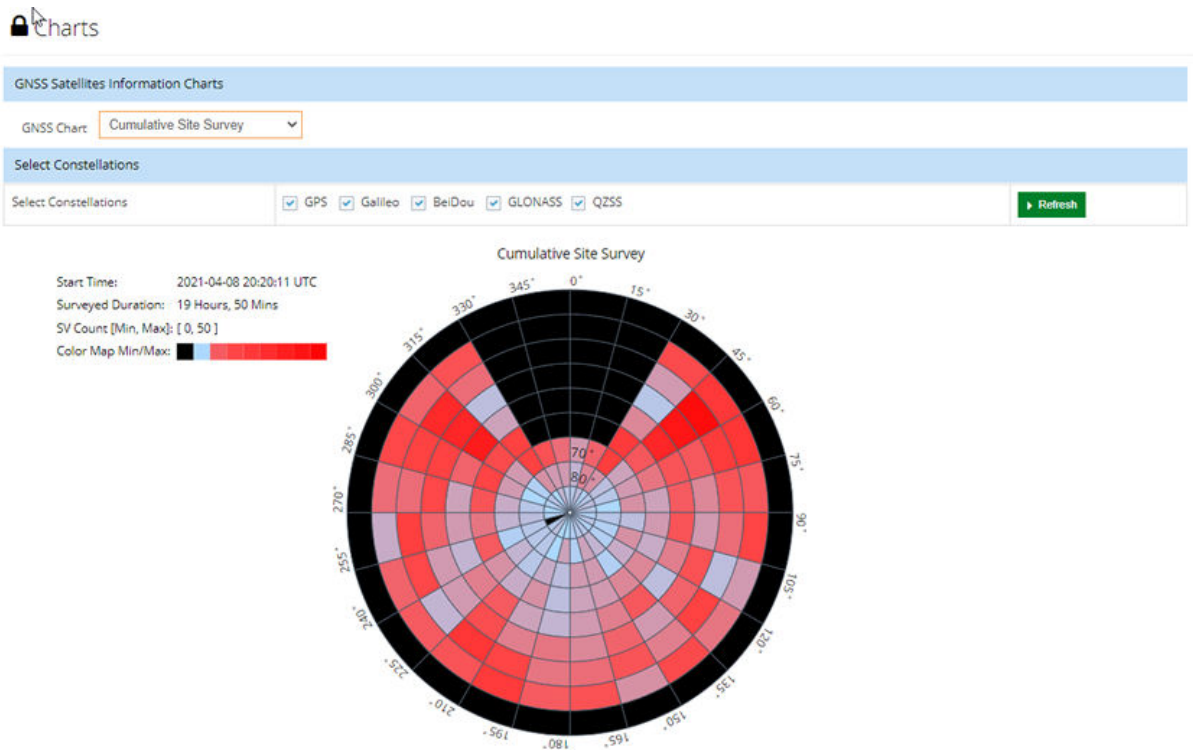 Charts
GNSS Satellites Information Charts
GNSS Chart Cumulative Site Survey
Select Constellations
Select Constellations GPS Galileo BeiDou GLONASS QZSS Refresh
Cumulative Site Survey
Start Time: 2021-04-08 20:20:11 UTC
Surveyed Duration: 19 Hours, 50 Mins
SV Count [Min, Max]: [ 0, 50 ]
Color Map Min/Max:
0°
15°
30°
45°
60°
75°
90°
105°
120°
135°
150°
165°
180°
195°
210°
225°
240°
255°
270°
285°
300°
315°
330°
345°
70°
80°